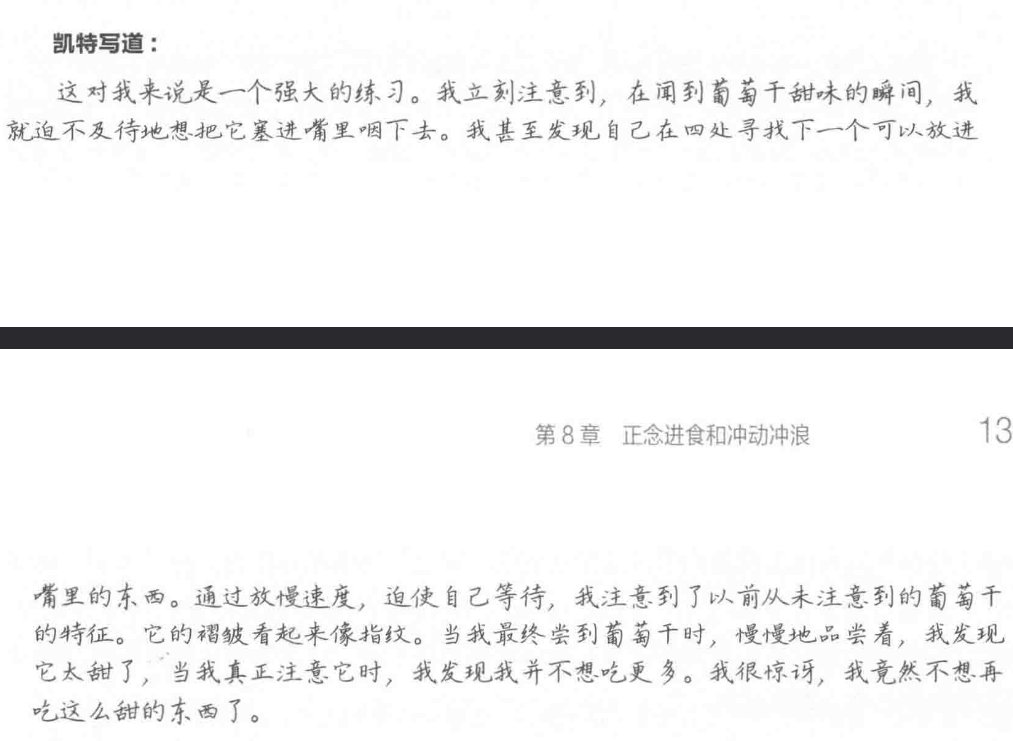 凯特写道：
这对我来说是一个强大的练习。我立刻注意到，在闻到葡萄干甜味的瞬间，我
就迫不及待地想把它塞进嘴里咽下去。我甚至发现自己在四处寻找下一个可以放进
第8章 正念进食和冲动冲浪 13
嘴里的东西。通过放慢速度，迫使自己等待，我注意到了以前从未注意到的葡萄干
的特征。它的褶皱看起来像指纹。当我最终尝到葡萄干时，慢慢地品尝着，我发现
它太甜了，当我真正注意它时，我发现我并不想吃更多。我很惊讶，我竟然不想再
吃这么甜的东西了。